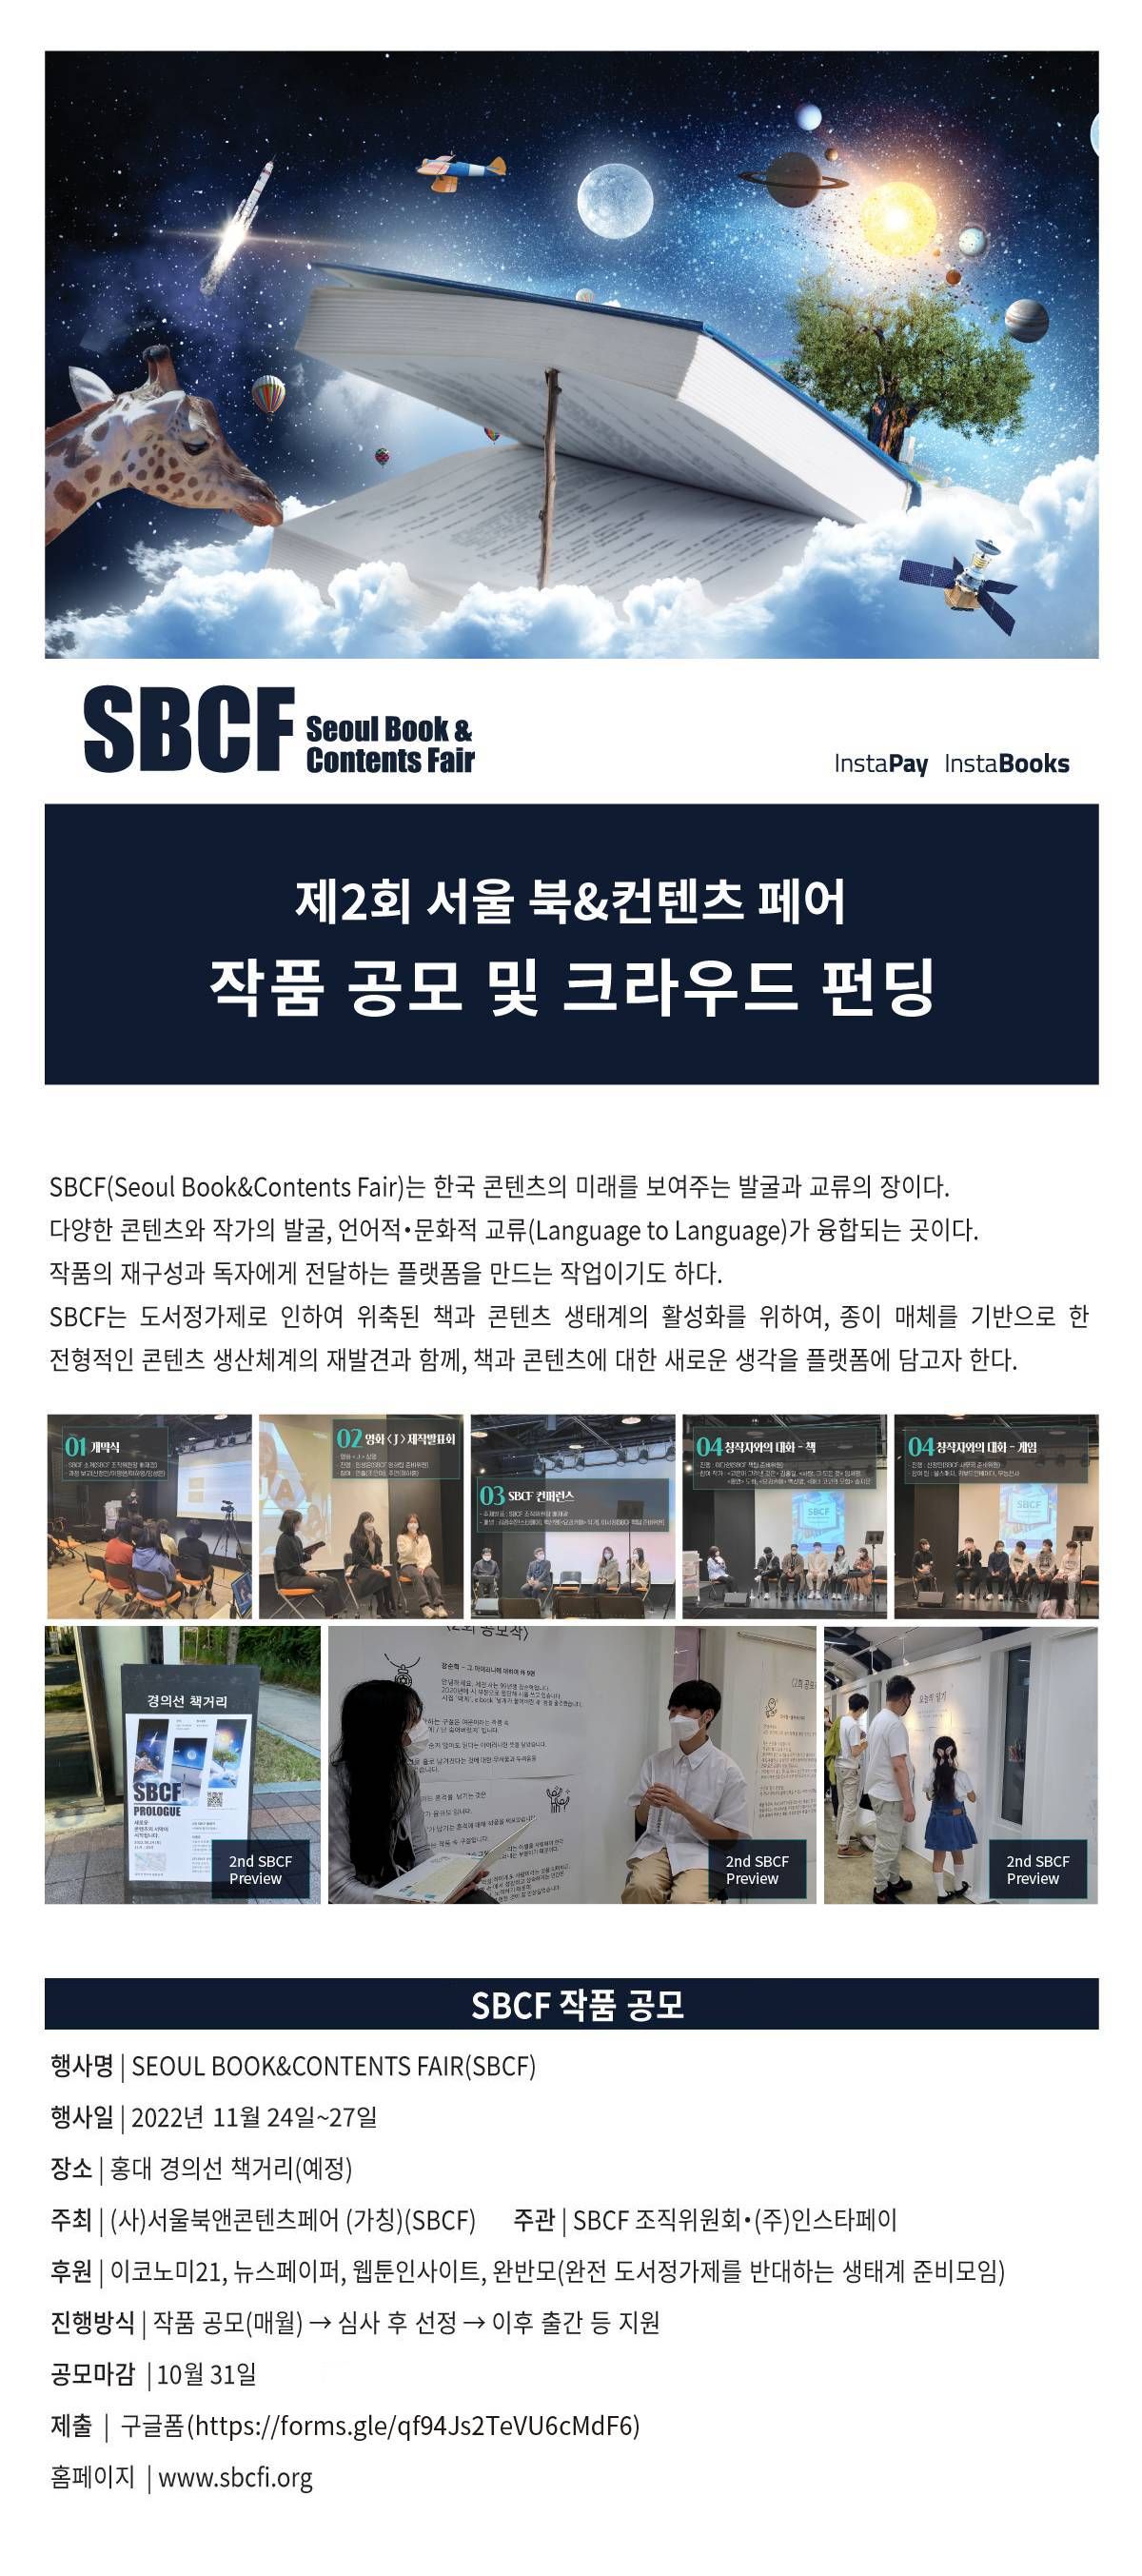 SBCF Seoul Book &
Contents Fair
InstaPay InstaBooks
제2회 서울 북&컨텐츠 페어
작품 공모 및 크라우드 펀딩
SBCF(Seoul Book&Contents Fair)는 한국 콘텐츠의 미래를 보여주는 발굴과 교류의 장이다.
다양한 콘텐츠와 작가의 발굴, 언어적•문화적 교류(Language to Language)가 융합되는 곳이다.
작품의 재구성과 독자에게 전달하는 플랫폼을 만드는 작업이기도 하다.
SBCF는 도서정가제로 인하여 위축된 책과 콘텐츠 생태계의 활성화를 위하여, 종이 매체를 기반으로 한
전형적인 콘텐츠 생산체계의 재발견과 함께, 책과 콘텐츠에 대한 새로운 생각을 플랫폼에 담고자 한다.
01 개막식
02 영화 <J> 제작발표회
03 SBCF 컨퍼런스
04 창작자와의 대화 - 책
04 창작자와의 대화 - 게임
경의선 책거리
SBCF
PROLOGUE
2nd SBCF
Preview
2nd SBCF
Preview
2nd SBCF
Preview
SBCF 작품 공모
행사명 | SEOUL BOOK&CONTENTS FAIR(SBCF)
행사일 | 2022년 11월 24일~27일
장소 | 홍대 경의선 책거리(예정)
주최 | (사)서울북앤콘텐츠페어 (가칭)(SBCF) 주관 | SBCF 조직위원회•(주)인스타페이
후원 | 이코노미21, 뉴스페이퍼, 웹툰인사이트, 완반모(완전 도서정가제를 반대하는 생태계 준비모임)
진행방식 | 작품 공모(매월) → 심사 후 선정 → 이후 출간 등 지원
공모마감 | 10월 31일
제출 | 구글폼(https://forms.gle/qf94Js2TeVU6cMdF6)
홈페이지 | www.sbcfi.org